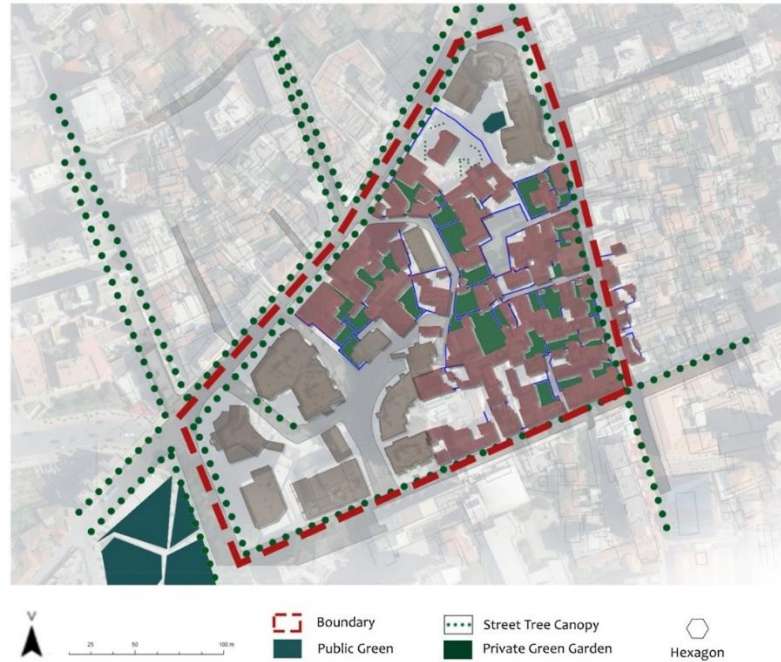 V
Boundary
Street Tree Canopy
Public Green
Private Green Garden
Hexagon
25
50
100 m